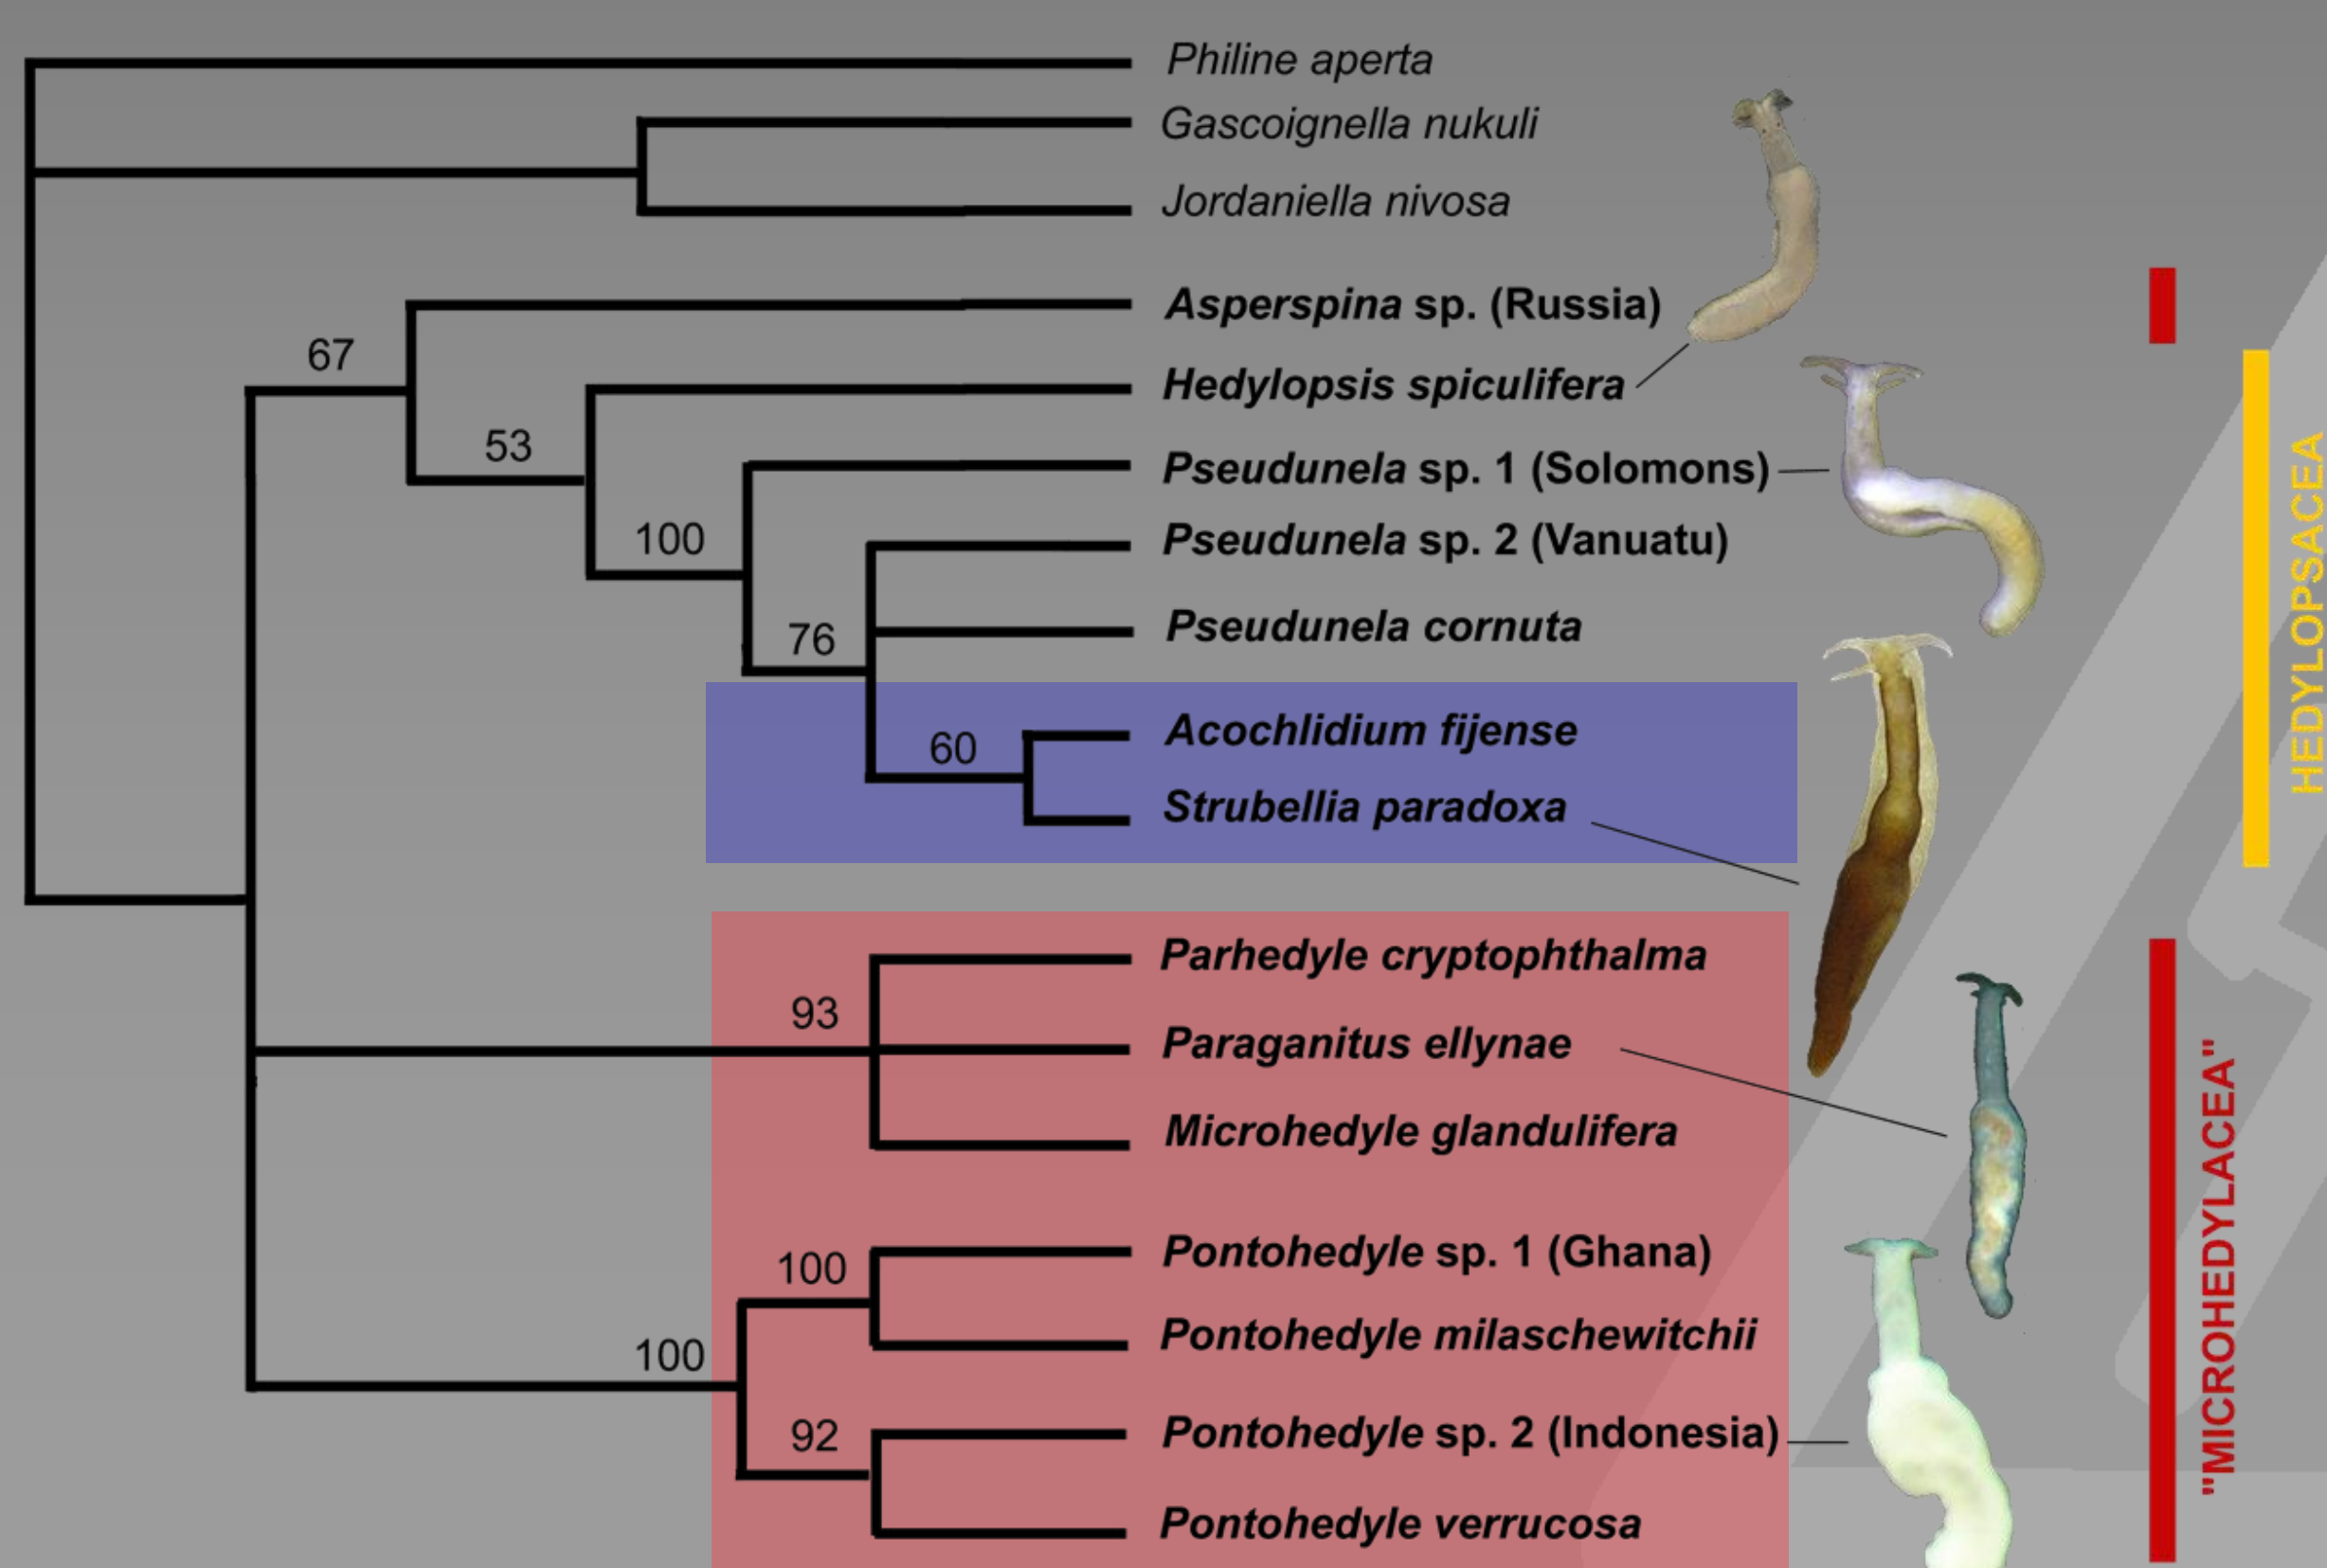 Philine aperta
Gascoignella nukuli
Jordaniella nivosa
Asperspina sp. (Russia)
67
Hedylopsis spiculifera
53
Pseudunela sp. 1 (Solomons)
100
Pseudunela sp. 2 (Vanuatu)
76
Pseudunela cornuta
Acochlidium fijense
60
Strubellia paradoxa
HEDYLOPSACEA
Parhedyle cryptophthalma
93
Paraganitus ellynae
Microhedyle glandulifera
Pontohedyle sp. 1 (Ghana)
100
Pontohedyle milaschewitchii
100
Pontohedyle sp. 2 (Indonesia)
92
Pontohedyle verrucosa
"MICROHEDYLACEA"